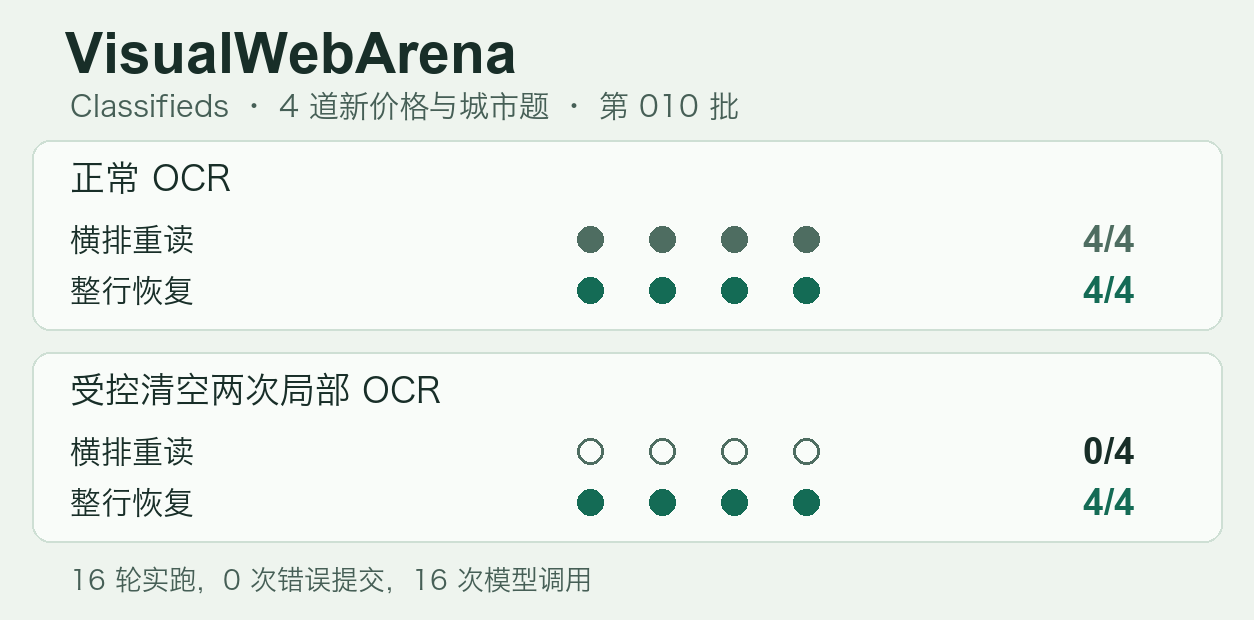 VisualWebArena
Classifieds · 4 道新价格与城市题 · 第 010 批
正常 OCR
横排重读 4/4
整行恢复 4/4
受控清空两次局部 OCR
横排重读 0/4
整行恢复 4/4
16 轮实跑，0 次错误提交，16 次模型调用